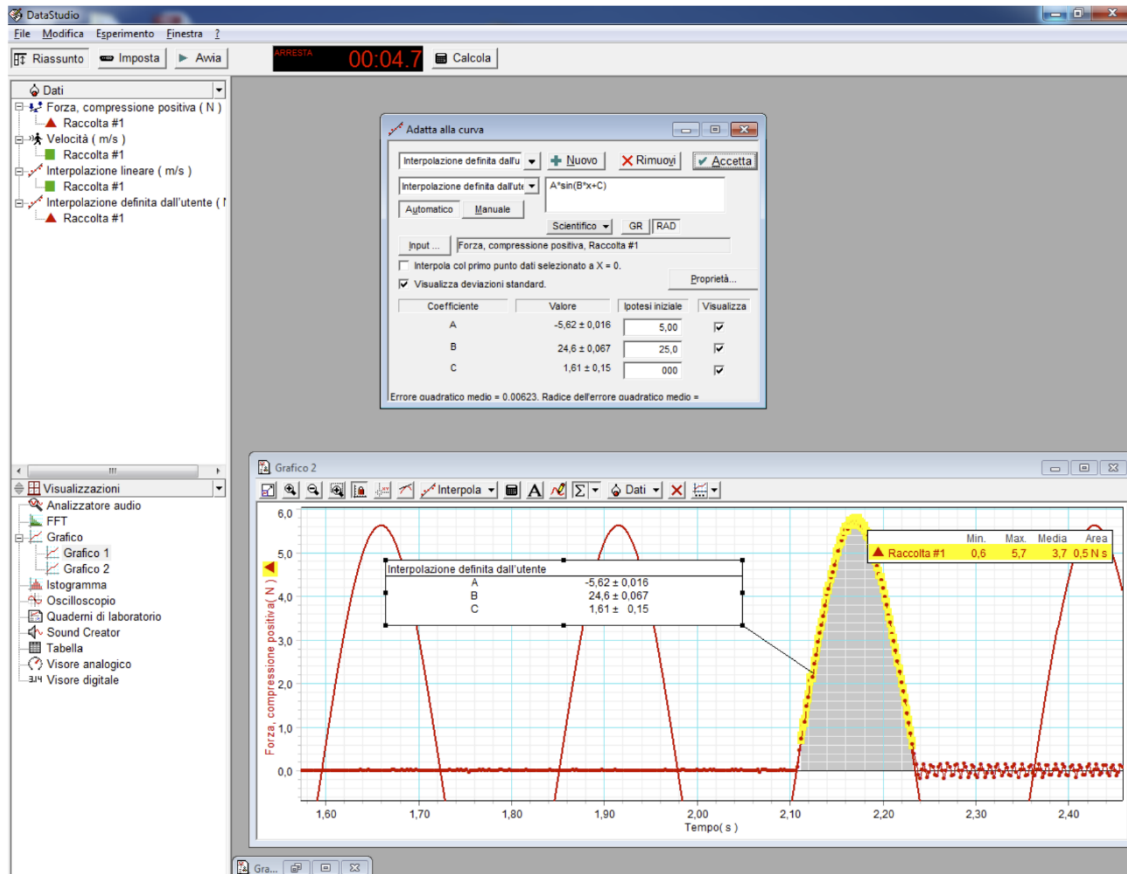 DataStudio
File Modifica Esperimento Finestra ?
Riassunto Imposta Avvia
ARRESTA 00:04.7 Calcola
Dati
Forza, compressione positiva ( N )
Raccolta #1
Velocità ( m/s )
Raccolta #1
Interpolazione lineare ( m/s )
Raccolta #1
Interpolazione definita dall'utente (
Raccolta #1
Visualizzazioni
Analizzatore audio
FFT
Grafico
Grafico 1
Grafico 2
Istogramma
Oscilloscopio
Quaderni di laboratorio
Sound Creator
Tabella
Visore analogico
3.14 Visore digitale
Adatta alla curva
Interpolazione definita dall'u Nuovo Rimuovi Accetta
Interpolazione definita dall'ute A*sin(B*x+C)
Automatico Manuale
Scientifico GR RAD
Input ... Forza, compressione positiva, Raccolta #1
Interpola col primo punto dati selezionato a X = 0.
Proprietà...
Visualizza deviazioni standard.
Coefficiente Valore Ipotesi iniziale Visualizza
A -5,62 ± 0,016 5,00
B 24,6 ± 0,067 25,0
C 1,61 ± 0,15 000
Errore quadratico medio = 0.00623. Radice dell'errore quadratico medio =
Grafico 2
Interpola A Σ Dati
6,0
5,0
4,0
3,0
2,0
1,0
0,0
Forza, compressione positiva( N )
Interpolazione definita dall'utente
A -5,62 ± 0,016
B 24,6 ± 0,067
C 1,61 ± 0,15
Min. Max. Media Area
Raccolta #1 0,6 5,7 3,7 0,5 N s
1,60 1,70 1,80 1,90 2,00 2,10 2,20 2,30 2,40
Tempo( s )
Gra...